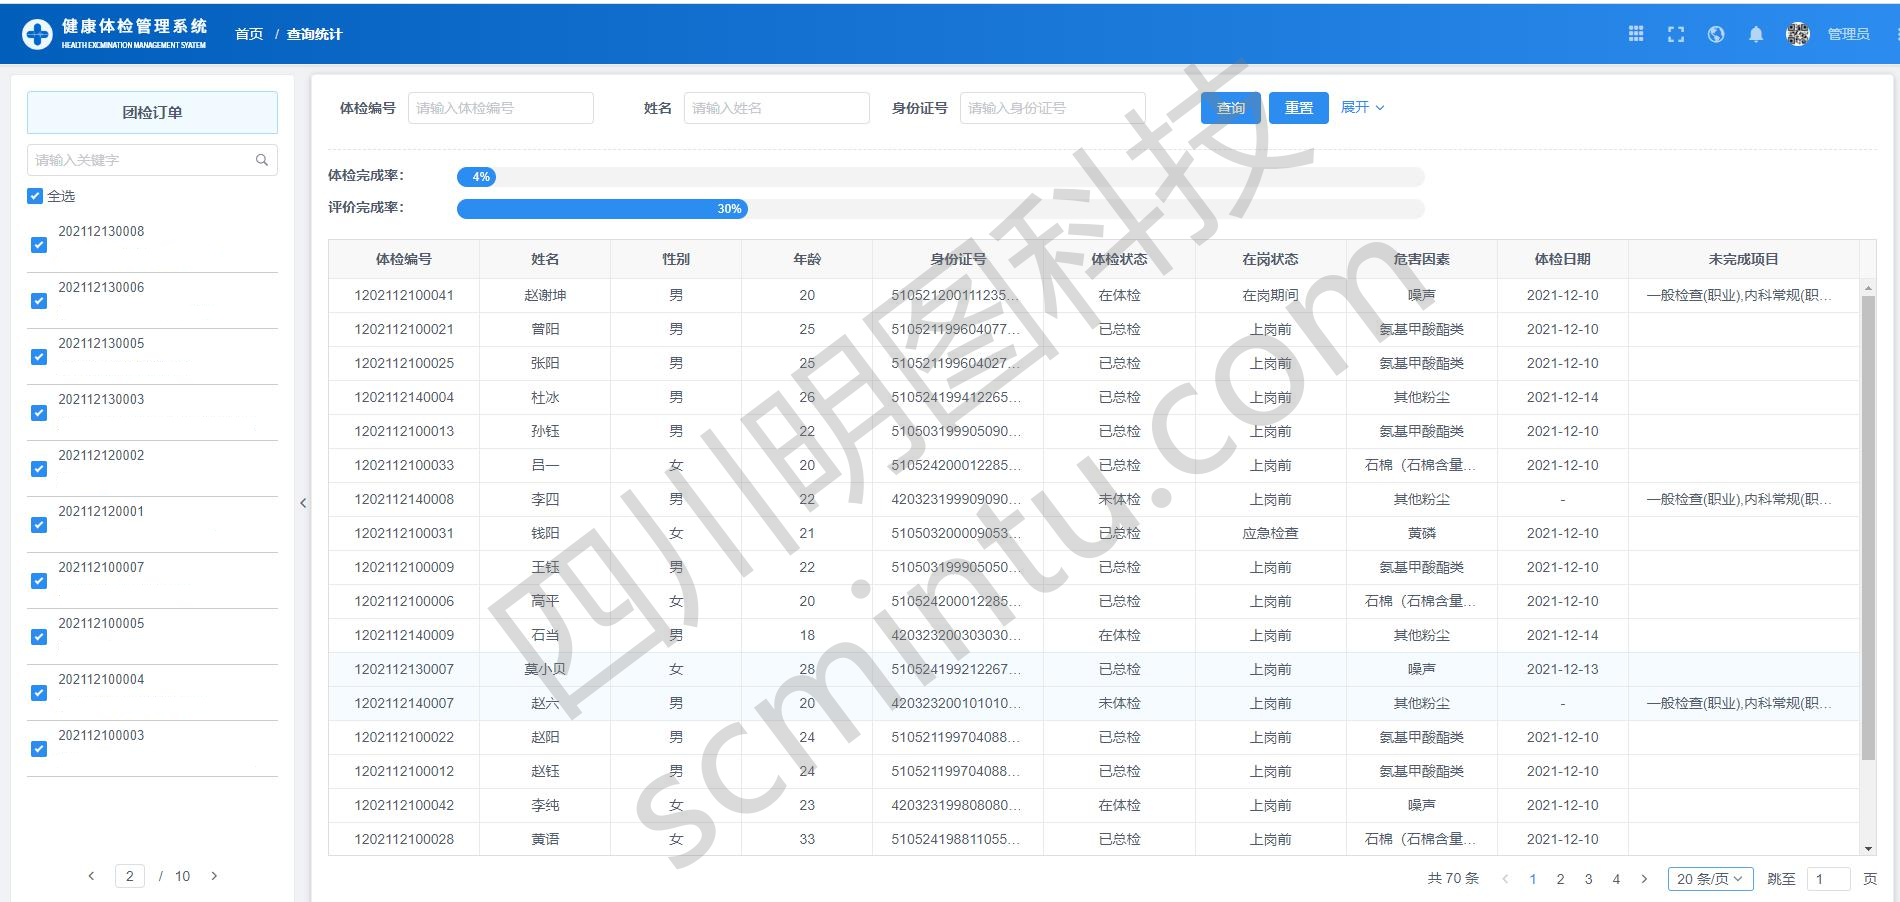 健康体检管理系统
HEALTH EXCMINATION MANAGEMENT SYATEM
首页 / 查询统计
管理员
团检订单
请输入关键字
全选
202112130008
202112130006
202112130005
202112130003
202112120002
202112120001
202112100007
202112100005
202112100004
202112100003
2 / 10
体检编号 请输入体检编号 姓名 请输入姓名 身份证号 请输入身份证号 查询 重置 展开
体检完成率： 4%
评价完成率： 30%
体检编号 姓名 性别 年龄 身份证号 体检状态 在岗状态 危害因素 体检日期 未完成项目
1202112100041 赵谢坤 男 20 510521200111235... 在体检 在岗期间 噪声 2021-12-10 一般检查(职业),内科常规(职...
1202112100021 曾阳 男 25 510521199604077... 已总检 上岗前 氨基甲酸酯类 2021-12-10
1202112100025 张阳 男 25 510521199604027... 已总检 上岗前 氨基甲酸酯类 2021-12-10
1202112140004 杜冰 男 26 510524199412265... 已总检 上岗前 其他粉尘 2021-12-14
1202112100013 孙钰 男 22 510503199905090... 已总检 上岗前 氨基甲酸酯类 2021-12-10
1202112100033 吕一 女 20 510524200012285... 已总检 上岗前 石棉（石棉含量... 2021-12-10
1202112140008 李四 男 22 420323199909090... 未体检 上岗前 其他粉尘 - 一般检查(职业),内科常规(职...
1202112100031 钱阳 女 21 510503200009053... 已总检 应急检查 黄磷 2021-12-10
1202112100009 王钰 男 22 510503199905050... 已总检 上岗前 氨基甲酸酯类 2021-12-10
1202112100006 高平 女 20 510524200012285... 已总检 上岗前 石棉（石棉含量... 2021-12-10
1202112140009 石当 男 18 420323200303030... 在体检 上岗前 其他粉尘 2021-12-14
1202112130007 莫小贝 女 28 510524199212267... 已总检 上岗前 噪声 2021-12-13
1202112140007 赵六 男 20 420323200101010... 未体检 上岗前 其他粉尘 - 一般检查(职业),内科常规(职...
1202112100022 赵阳 男 24 510521199704088... 已总检 上岗前 氨基甲酸酯类 2021-12-10
1202112100012 赵钰 男 24 510521199704088... 已总检 上岗前 氨基甲酸酯类 2021-12-10
1202112100042 李纯 女 23 420323199808080... 在体检 上岗前 噪声 2021-12-10
1202112100028 黄语 女 33 510524198811055... 已总检 上岗前 石棉（石棉含量... 2021-12-10
共 70 条 1 2 3 4 20 条/页 跳至 1 页
四川明图科技
scmintu.com